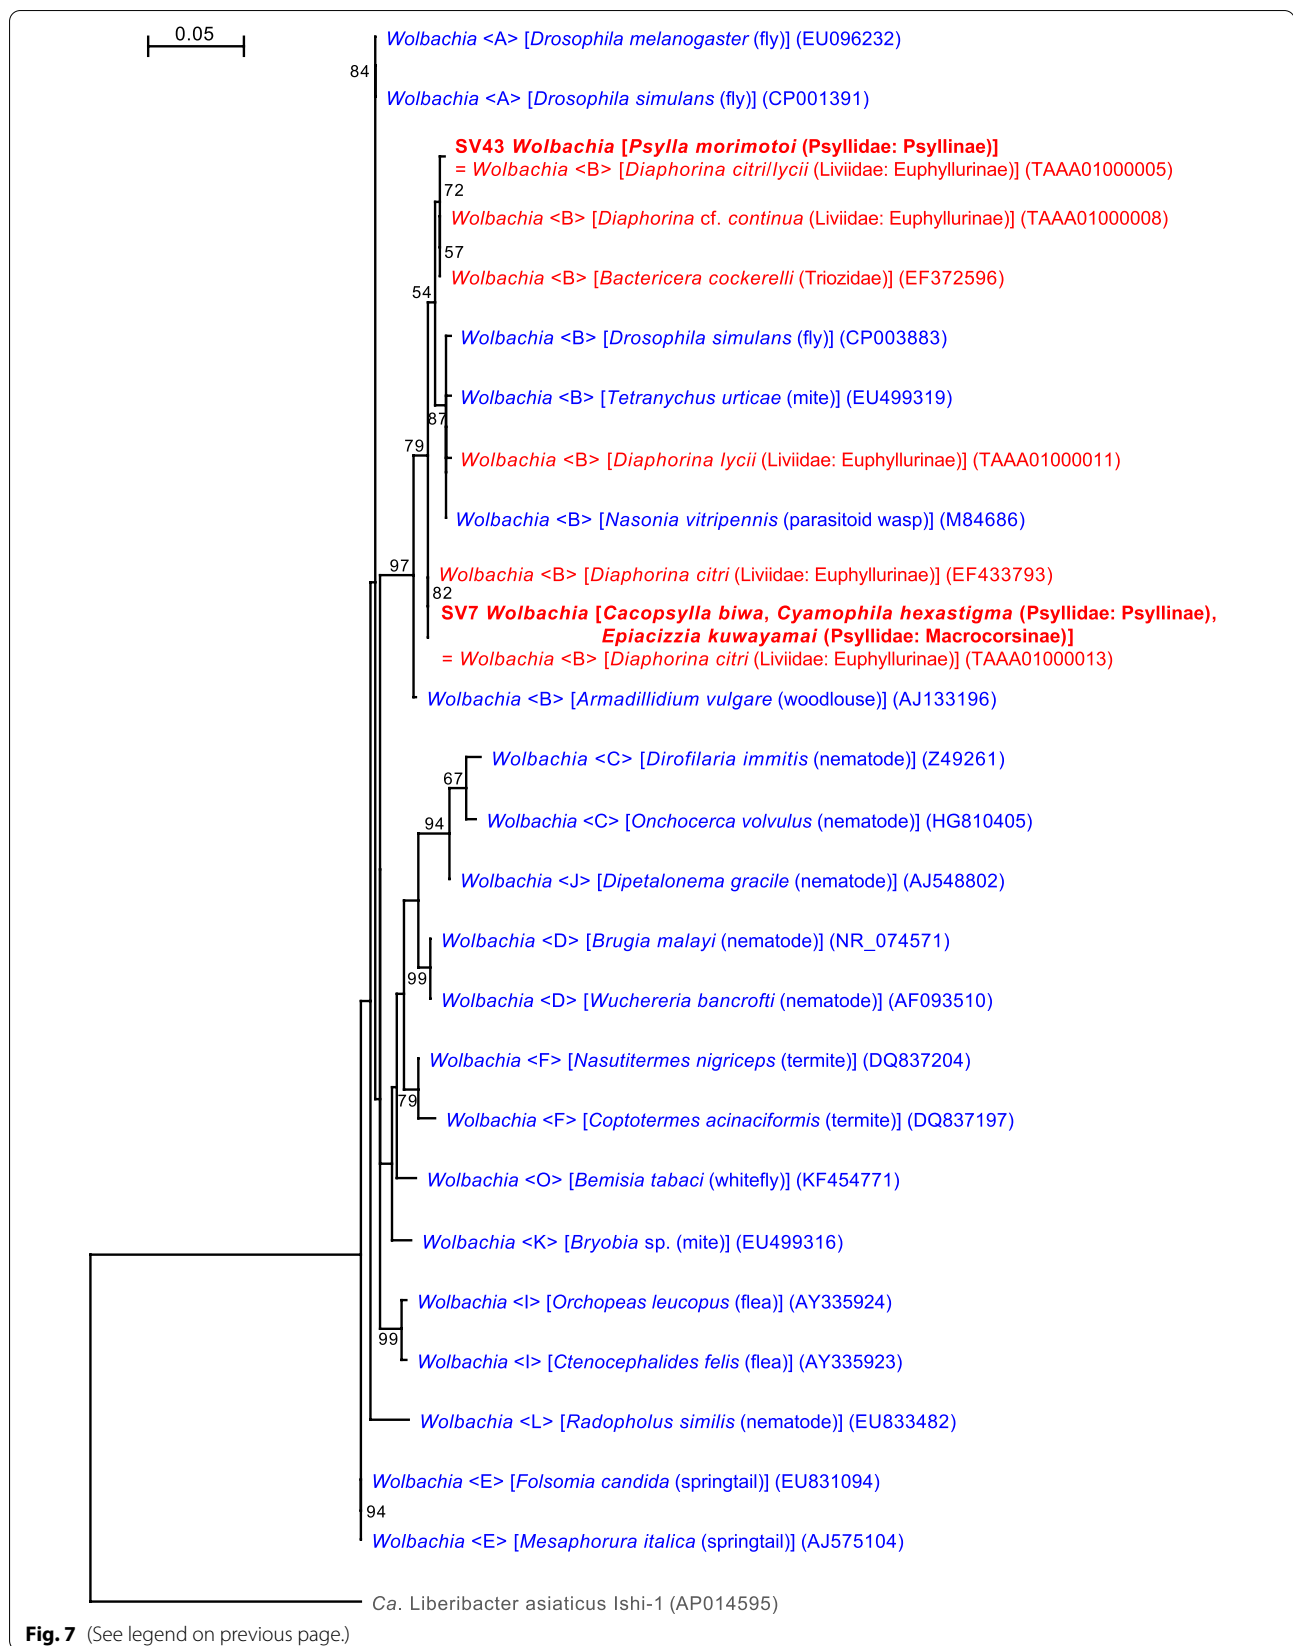 0.05
Wolbachia <A> [Drosophila melanogaster (fly)] (EU096232)
84
Wolbachia <A> [Drosophila simulans (fly)] (CP001391)
SV43 Wolbachia [Psylla morimotoi (Psyllidae: Psyllinae)]
= Wolbachia <B> [Diaphorina citri/lycii (Liviidae: Euphyllurinae)] (TAAA01000005)
72
Wolbachia <B> [Diaphorina cf. continua (Liviidae: Euphyllurinae)] (TAAA01000008)
57
Wolbachia <B> [Bactericera cockerelli (Triozidae)] (EF372596)
54
Wolbachia <B> [Drosophila simulans (fly)] (CP003883)
Wolbachia <B> [Tetranychus urticae (mite)] (EU499319)
87
79
Wolbachia <B> [Diaphorina lycii (Liviidae: Euphyllurinae)] (TAAA01000011)
Wolbachia <B> [Nasonia vitripennis (parasitoid wasp)] (M84686)
97
Wolbachia <B> [Diaphorina citri (Liviidae: Euphyllurinae)] (EF433793)
82
SV7 Wolbachia [Cacopsylla biwa, Cyamophila hexastigma (Psyllidae: Psyllinae),
Epiacizzia kuwayamai (Psyllidae: Macrocorsinae)]
= Wolbachia <B> [Diaphorina citri (Liviidae: Euphyllurinae)] (TAAA01000013)
Wolbachia <B> [Armadillidium vulgare (woodlouse)] (AJ133196)
Wolbachia <C> [Dirofilaria immitis (nematode)] (Z49261)
67
Wolbachia <C> [Onchocerca volvulus (nematode)] (HG810405)
94
Wolbachia <J> [Dipetalonema gracile (nematode)] (AJ548802)
Wolbachia <D> [Brugia malayi (nematode)] (NR_074571)
99
Wolbachia <D> [Wuchereria bancrofti (nematode)] (AF093510)
Wolbachia <F> [Nasutitermes nigriceps (termite)] (DQ837204)
79
Wolbachia <F> [Coptotermes acinaciformis (termite)] (DQ837197)
Wolbachia <O> [Bemisia tabaci (whitefly)] (KF454771)
Wolbachia <K> [Bryobia sp. (mite)] (EU499316)
Wolbachia <I> [Orchopeas leucopus (flea)] (AY335924)
99
Wolbachia <I> [Ctenocephalides felis (flea)] (AY335923)
Wolbachia <L> [Radopholus similis (nematode)] (EU833482)
Wolbachia <E> [Folsomia candida (springtail)] (EU831094)
94
Wolbachia <E> [Mesaphorura italica (springtail)] (AJ575104)
Ca. Liberibacter asiaticus Ishi-1 (AP014595)
Fig. 7 (See legend on previous page.)